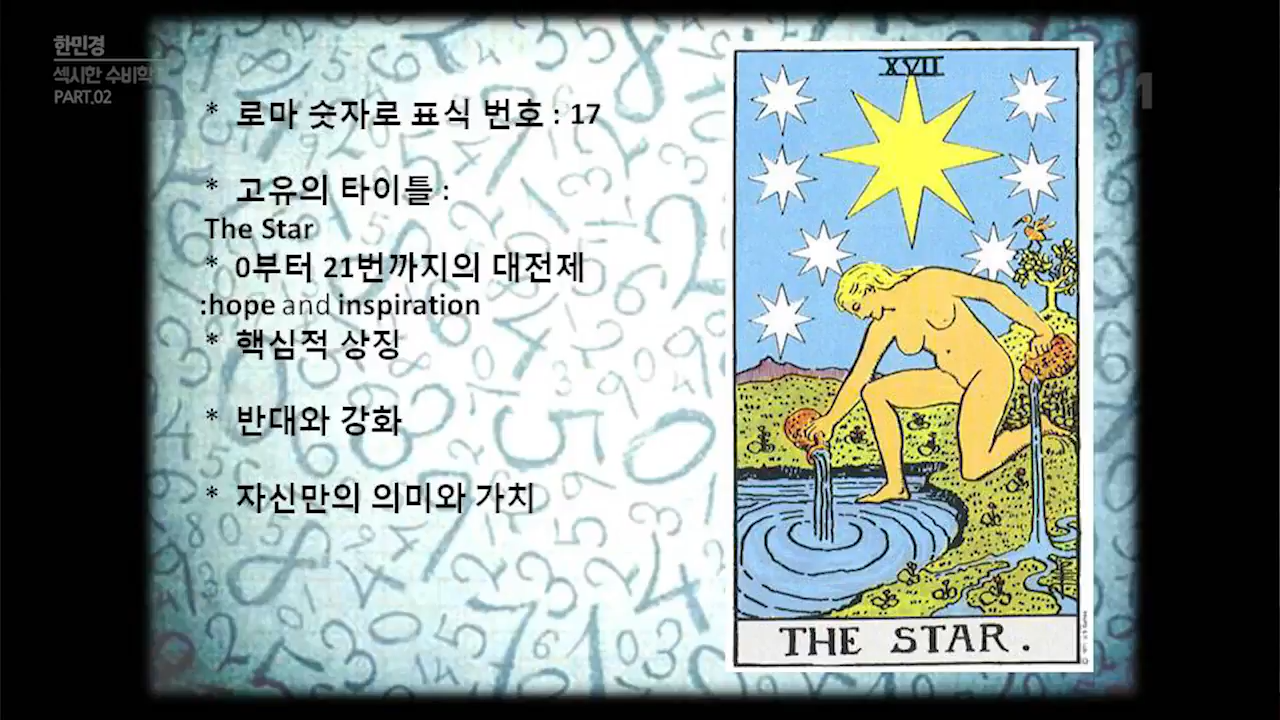 한민경
섹시한 수비학
PART.02
* 로마 숫자로 표식 번호 : 17
* 고유의 타이틀 :
The Star
* 0부터 21번까지의 대전제
:hope and inspiration
* 핵심적 상징
* 반대와 강화
* 자신만의 의미와 가치
XVII
THE STAR.